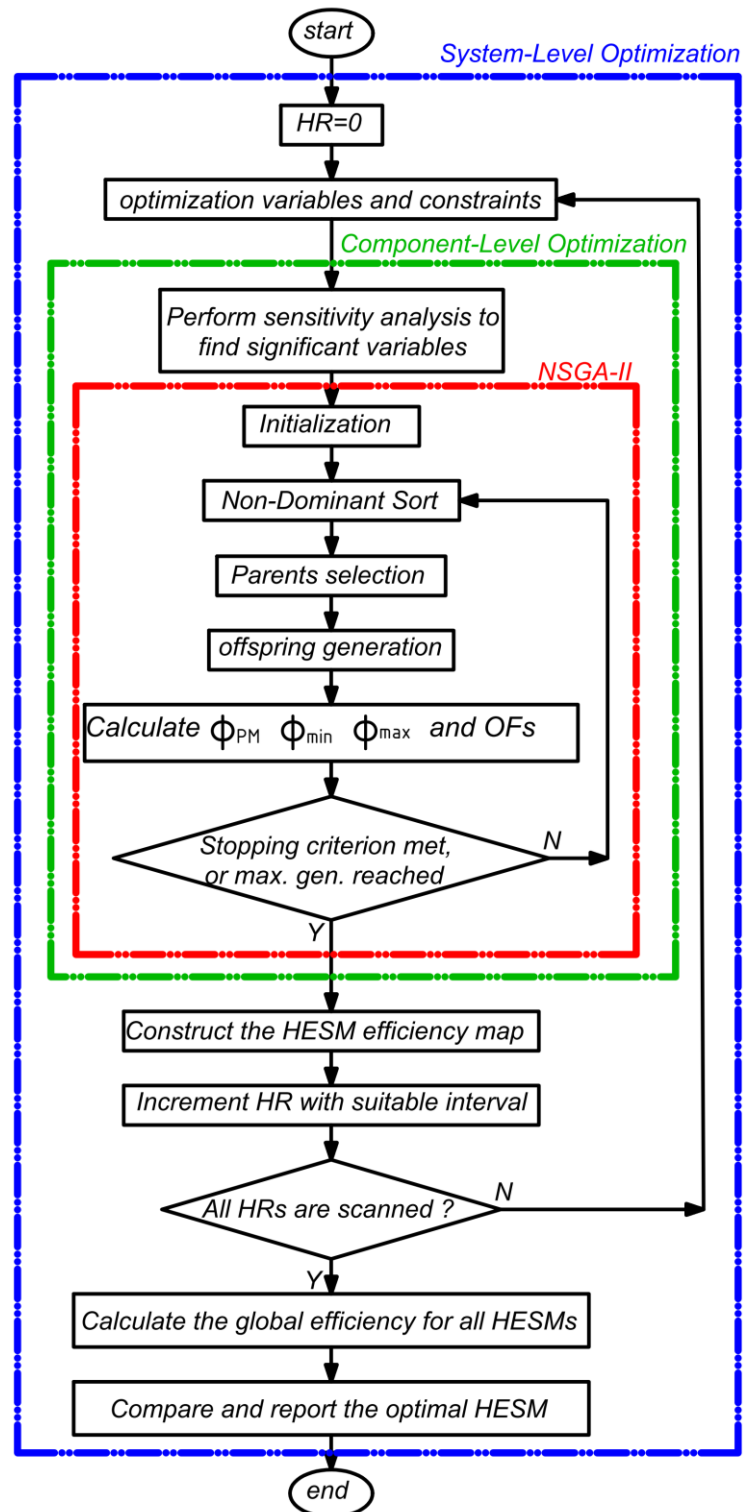 start
System-Level Optimization
HR=0
optimization variables and constraints
Component-Level Optimization
Perform sensitivity analysis to
find significant variables
NSGA-II
Initialization
Non-Dominant Sort
Parents selection
offspring generation
Calculate ϕPM ϕmin ϕmax and OFs
Stopping criterion met,
or max. gen. reached
N
Y
Construct the HESM efficiency map
Increment HR with suitable interval
All HRs are scanned ?
N
Y
Calculate the global efficiency for all HESMs
Compare and report the optimal HESM
end